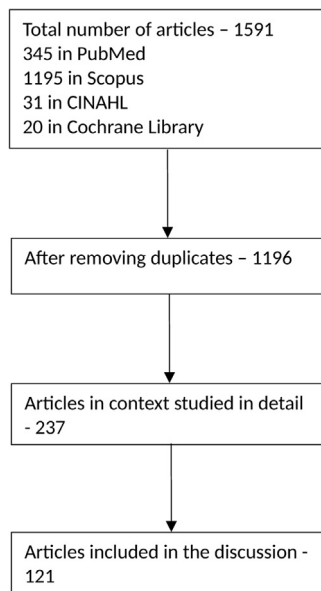 Total number of articles – 1591
345 in PubMed
1195 in Scopus
31 in CINAHL
20 in Cochrane Library
After removing duplicates – 1196
Articles in context studied in detail
- 237
Articles included in the discussion -
121